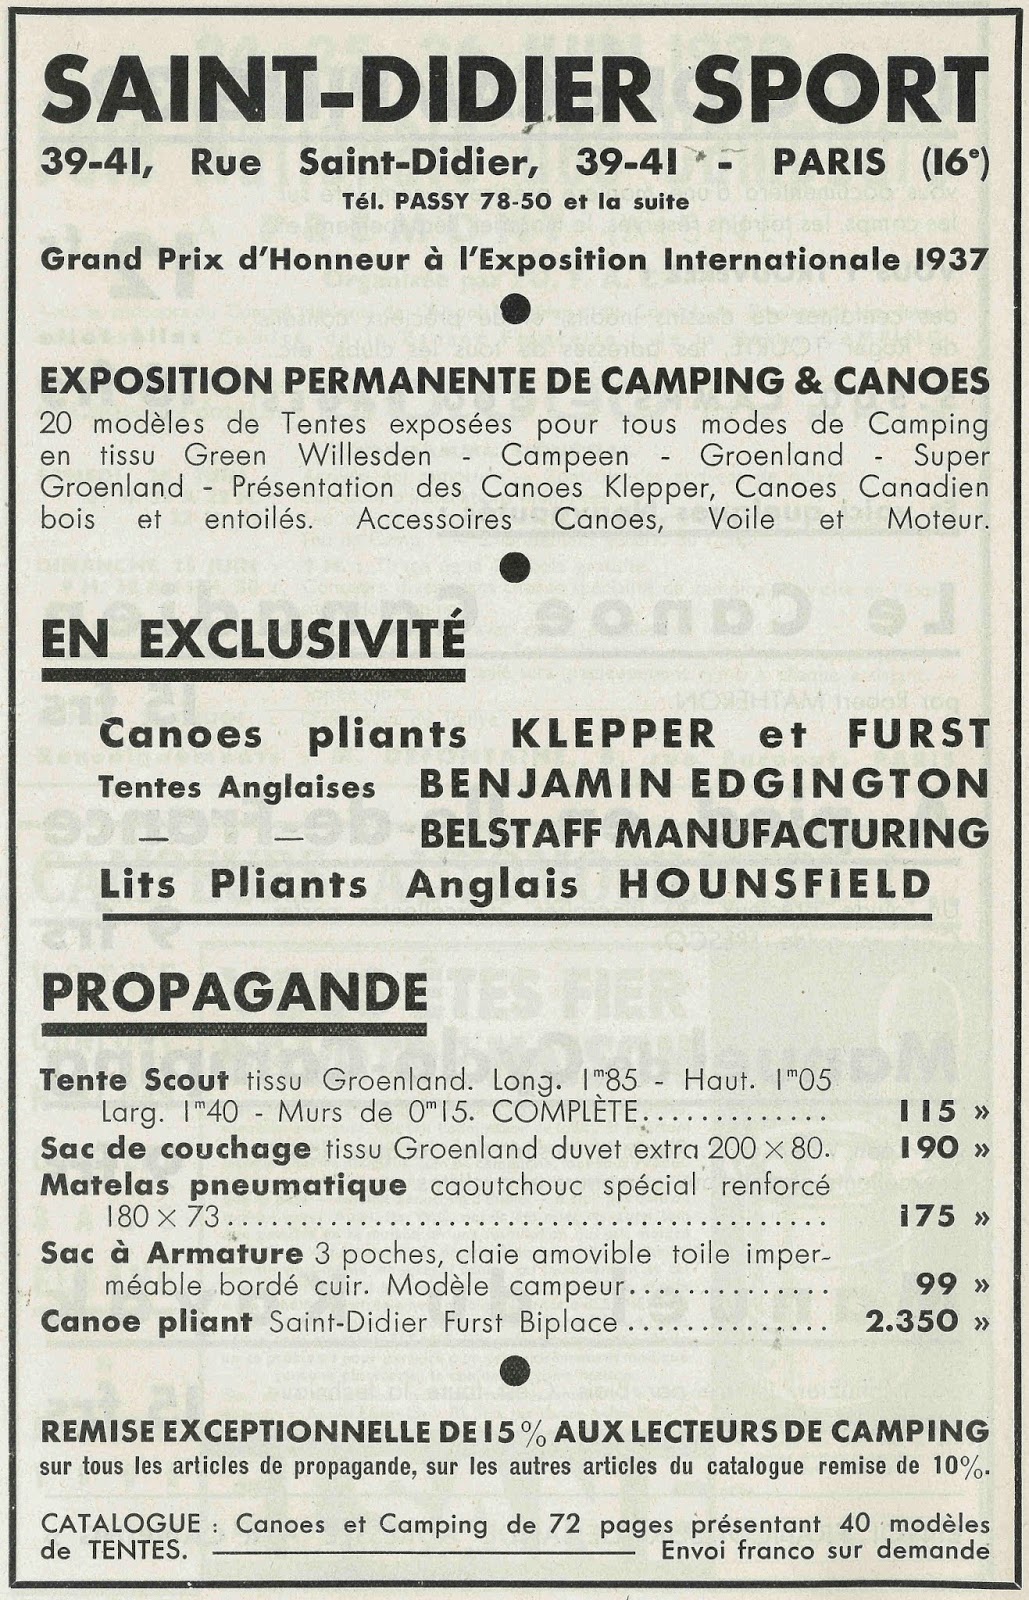 SAINT-DIDIER SPORT
39-41, Rue Saint-Didier, 39-41 - PARIS (16e)
Tél. PASSY 78-50 et la suite
Grand Prix d'Honneur à l'Exposition Internationale 1937
EXPOSITION PERMANENTE DE CAMPING & CANOES
20 modèles de Tentes exposées pour tous modes de Camping
en tissu Green Willesden - Campeen - Groenland - Super
Groenland - Présentation des Canoes Klepper, Canoes Canadien
bois et entoilés. Accessoires Canoes, Voile et Moteur.
EN EXCLUSIVITÉ
Canoes pliants KLEPPER et FURST
Tentes Anglaises BENJAMIN EDGINGTON
— — BELSTAFF MANUFACTURING
Lits Pliants Anglais HOUNSFIELD
PROPAGANDE
Tente Scout tissu Groenland. Long. 1m85 - Haut. 1m05
Larg. 1m40 - Murs de 0m15. COMPLÈTE............. 115 »
Sac de couchage tissu Groenland duvet extra 200 × 80. 190 »
Matelas pneumatique caoutchouc spécial renforcé
180 × 73....................................... 175 »
Sac à Armature 3 poches, claie amovible toile imper-
méable bordé cuir. Modèle campeur.............. 99 »
Canoe pliant Saint-Didier Furst Biplace .............. 2.350 »
REMISE EXCEPTIONNELLE DE 15% AUX LECTEURS DE CAMPING
sur tous les articles de propagande, sur les autres articles du catalogue remise de 10%.
CATALOGUE : Canoes et Camping de 72 pages présentant 40 modèles
de TENTES. ——— Envoi franco sur demande